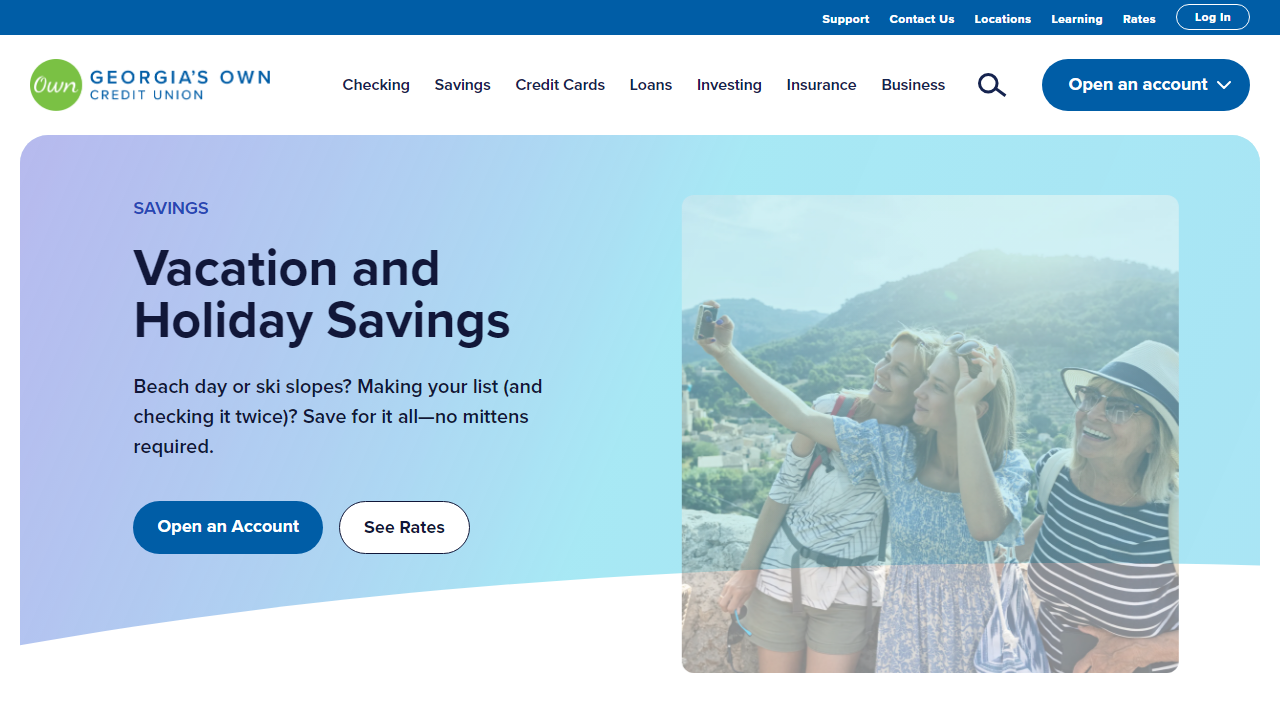 Support Contact Us Locations Learning Rates Log In
Own GEORGIA'S OWN
CREDIT UNION
Checking Savings Credit Cards Loans Investing Insurance Business Open an account
SAVINGS
Vacation and
Holiday Savings
Beach day or ski slopes? Making your list (and
checking it twice)? Save for it all—no mittens
required.
Open an Account See Rates